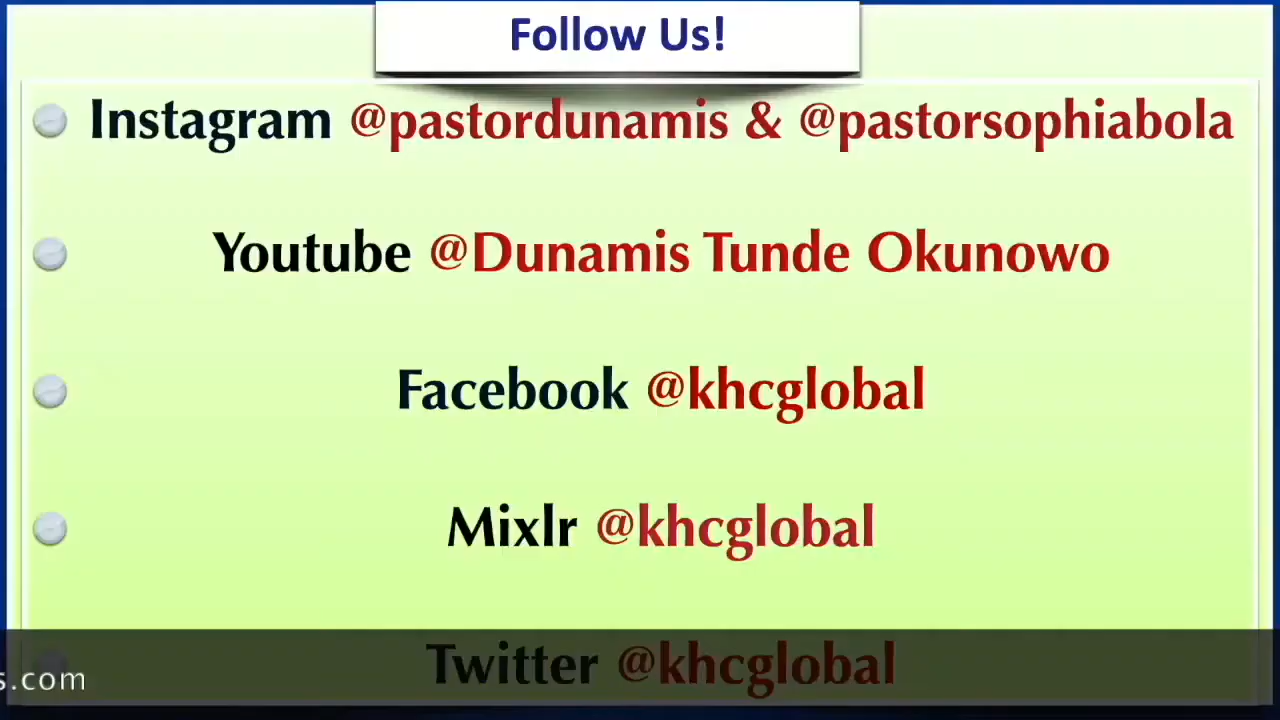 Follow Us!
Instagram @pastordunamis & @pastorsophiabola
Youtube @Dunamis Tunde Okunowo
Facebook @khcglobal
Mixlr @khcglobal
Twitter @khcglobal
s.com